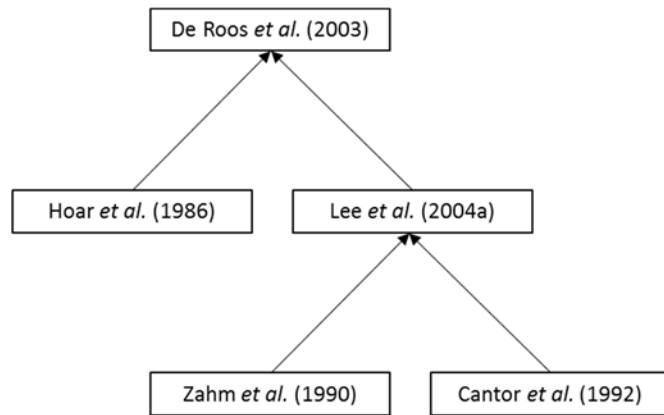 De Roos et al. (2003)
Hoar et al. (1986)
Lee et al. (2004a)
Zahm et al. (1990)
Cantor et al. (1992)